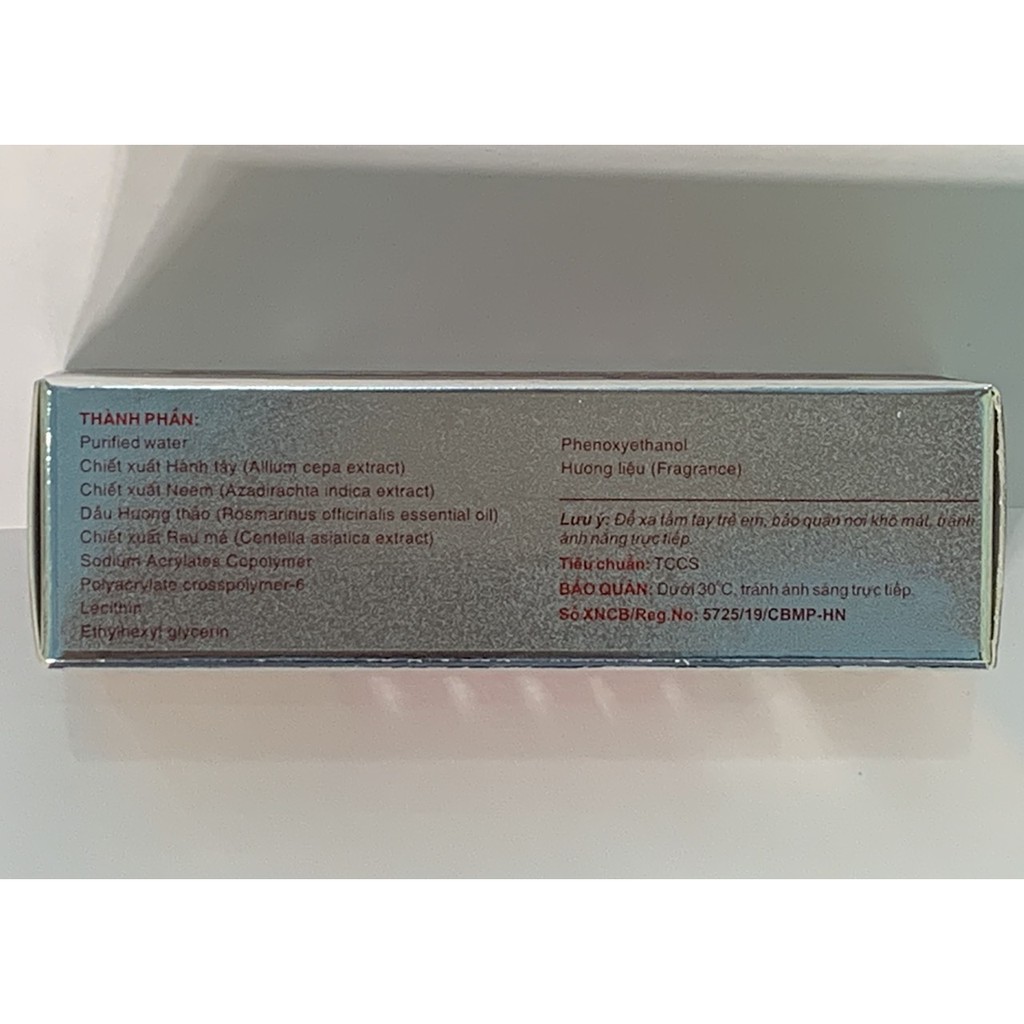 THÀNH PHẦN:
Purified water
Chiết xuất Hành tây (Allium cepa extract)
Chiết xuất Neem (Azadirachta indica extract)
Dầu Hương thảo (Rosmarinus officinalis essential oil)
Chiết xuất Rau má (Centella asiatica extract)
Sodium Acrylates Copolymer
Polyacrylate crosspolymer-6
Lecithin
Ethylhexyl glycerin
Phenoxyethanol
Hương liệu (Fragrance)
Lưu ý: Để xa tầm tay trẻ em, bảo quản nơi khô mát, tránh
ánh nắng trực tiếp.
Tiêu chuẩn: TCCS
BẢO QUẢN: Dưới 30°C, tránh ánh sáng trực tiếp.
Số XNCB/Reg.No: 5725/19/CBMP-HN